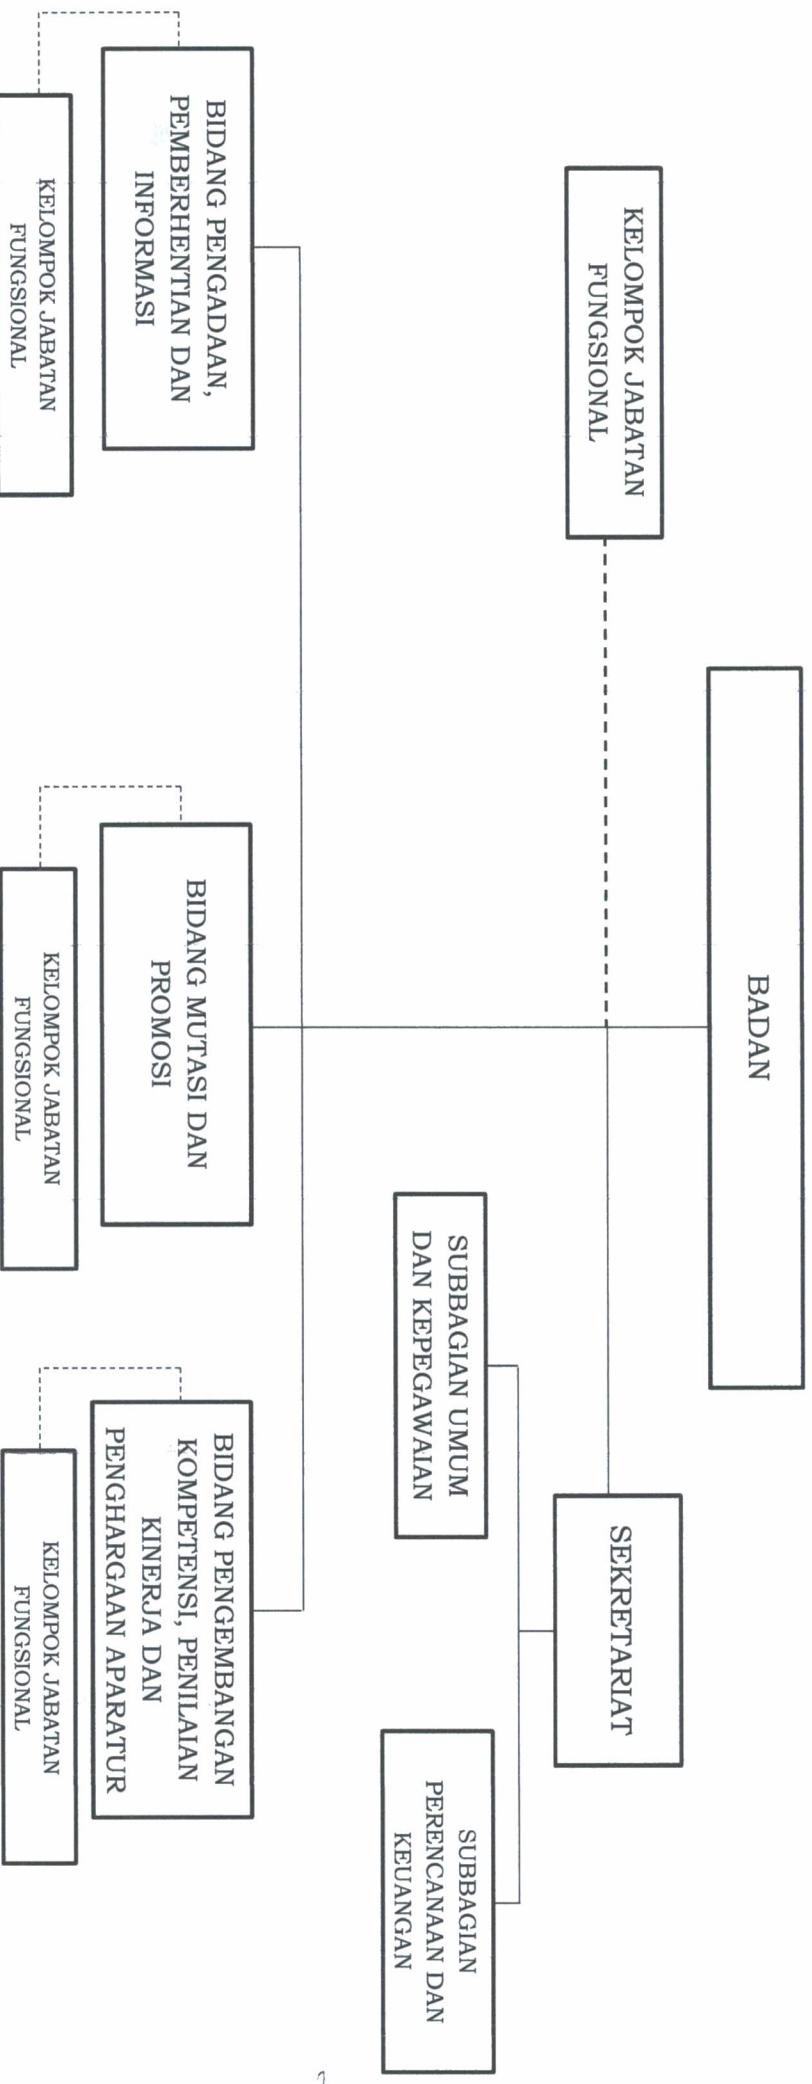 BADAN
KELOMPOK JABATAN
FUNGSIONAL
SEKRETARIAT
SUBBAGIAN UMUM
DAN KEPEGAWAIAN
SUBBAGIAN
PERENCANAAN DAN
KEUANGAN
BIDANG PENGADAAN,
PEMBERHENTIAN DAN
INFORMASI
BIDANG MUTASI DAN
PROMOSI
BIDANG PENGEMBANGAN
KOMPETENSI, PENILAIAN
KINERJA DAN
PENGHARGAAN APARATUR
KELOMPOK JABATAN
FUNGSIONAL
KELOMPOK JABATAN
FUNGSIONAL
KELOMPOK JABATAN
FUNGSIONAL